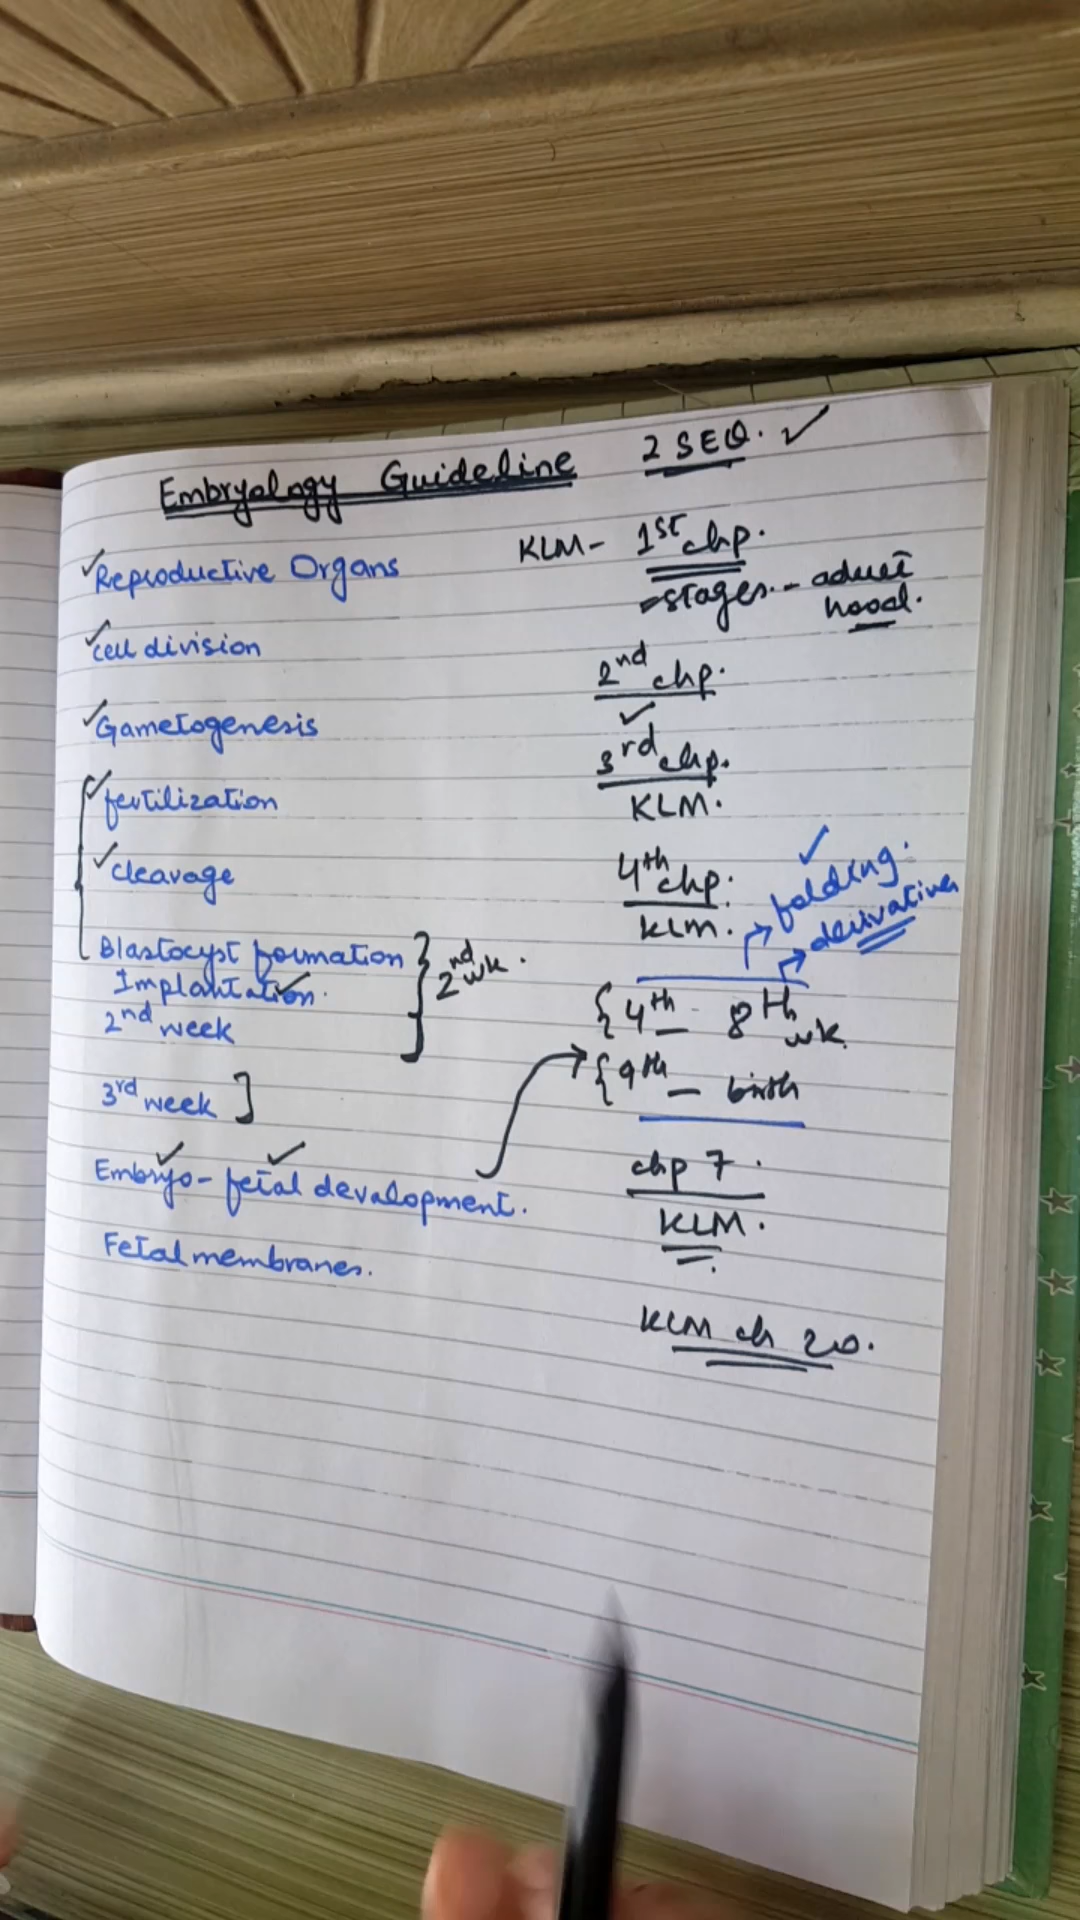 Embryology Guideline 2 SEQ.
Reproductive Organs KLM- 1st chp.
stages. - adult
hood.
cell division
2nd chp.
Gametogenesis
3rd chp.
KLM.
fertilization
cleavage
4th chp.
KLM.
folding.
derivatives
Blastocyst formation
Implantation.
2nd week
2nd wk.
4th - 8th wk.
9th - birth
3rd week
Embryo-fetal devalopment.
chp 7.
KLM.
Fetal membranes.
KLM ch 20.